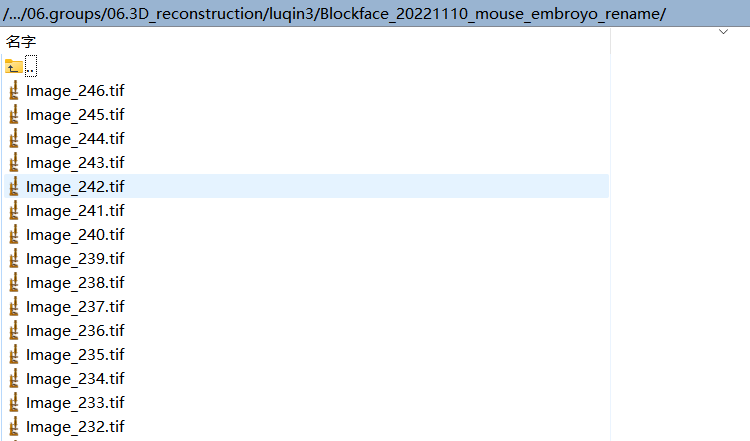 /.../06.groups/06.3D_reconstruction/luqin3/Blockface_20221110_mouse_embroyo_rename/
名字
..
Image_246.tif
Image_245.tif
Image_244.tif
Image_243.tif
Image_242.tif
Image_241.tif
Image_240.tif
Image_239.tif
Image_238.tif
Image_237.tif
Image_236.tif
Image_235.tif
Image_234.tif
Image_233.tif
Image_232.tif